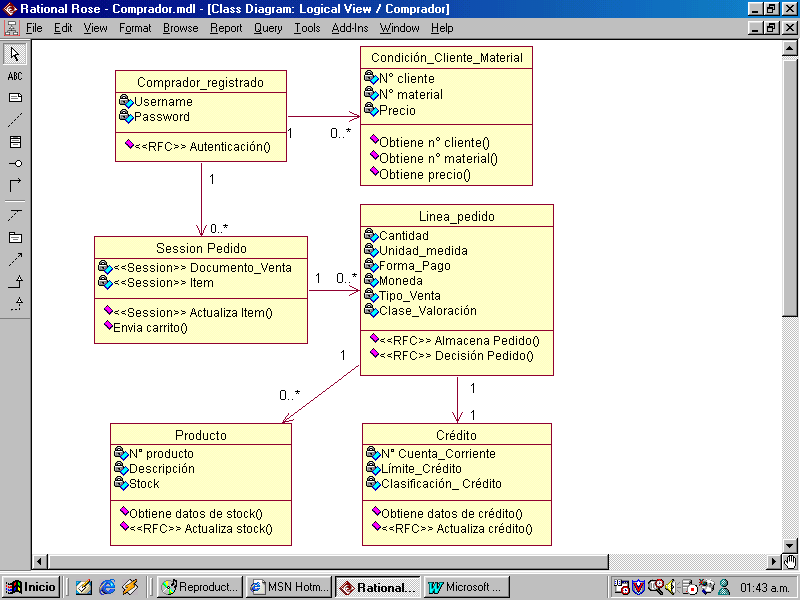 Rational Rose - Comprador.mdl - [Class Diagram: Logical View / Comprador]
File Edit View Format Browse Report Query Tools Add-Ins Window Help
ABC
Comprador_registrado
Username
Password
<<RFC>> Autenticación()
1
0..*
Condición_Cliente_Material
N° cliente
N° material
Precio
Obtiene n° cliente()
Obtiene n° material()
Obtiene precio()
1
0..*
Session Pedido
<<Session>> Documento_Venta
<<Session>> Item
<<Session>> Actualiza Item()
Envia carrito()
1
0..*
Linea_pedido
Cantidad
Unidad_medida
Forma_Pago
Moneda
Tipo_Venta
Clase_Valoración
<<RFC>> Almacena Pedido()
<<RFC>> Decisión Pedido()
1
0..*
1
1
Producto
N° producto
Descripción
Stock
Obtiene datos de stock()
<<RFC>> Actualiza stock()
Crédito
N° Cuenta_Corriente
Límite_Crédito
Clasificación_ Crédito
Obtiene datos de crédito()
<<RFC>> Actualiza crédito()
Inicio
Reproduct...
MSN Hotm...
Rational...
Microsoft ...
01:43 a.m.